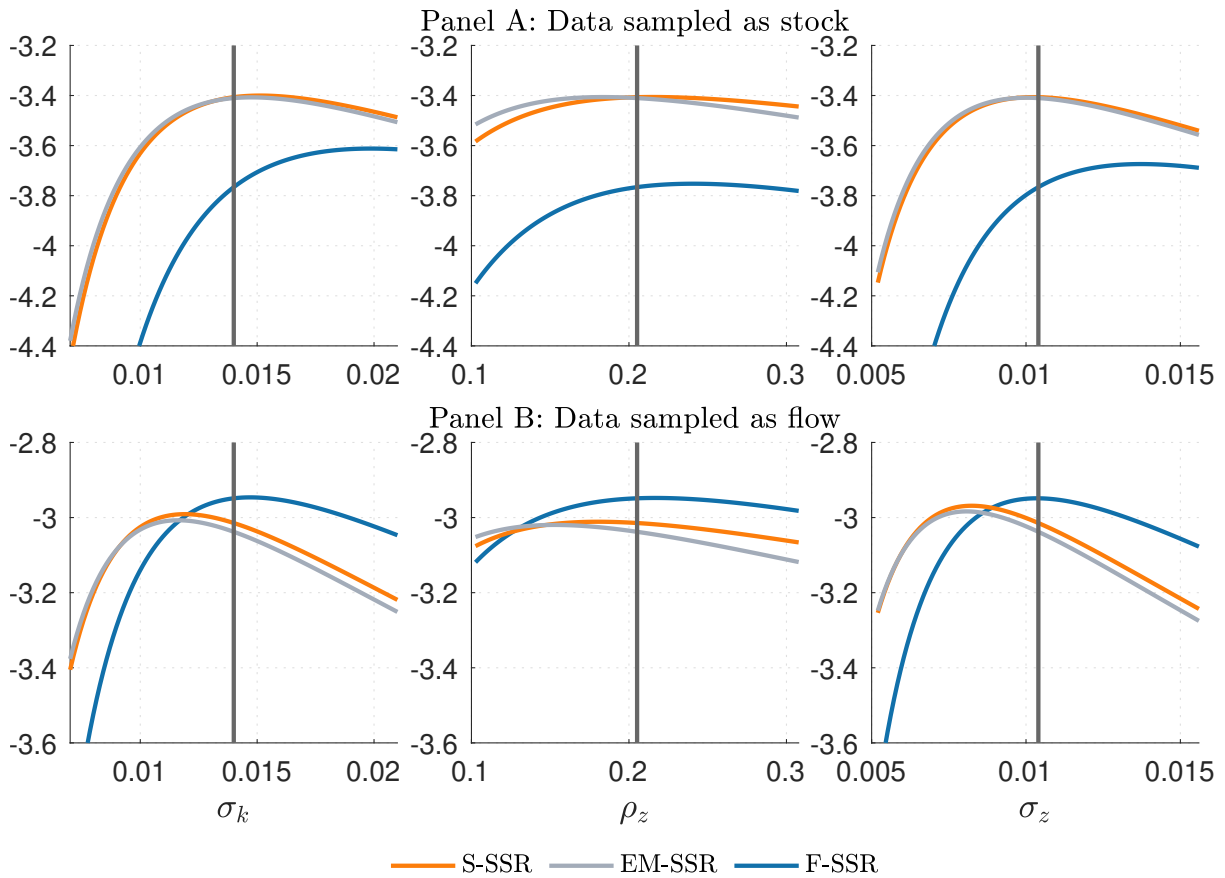 Panel A: Data sampled as stock
-3.2 -3.2 -3.2
-3.4 -3.4 -3.4
-3.6 -3.6 -3.6
-3.8 -3.8 -3.8
-4 -4 -4
-4.2 -4.2 -4.2
-4.4 -4.4 -4.4
0.01 0.015 0.02 0.1 0.2 0.3 0.005 0.01 0.015
Panel B: Data sampled as flow
-2.8 -2.8 -2.8
-3 -3 -3
-3.2 -3.2 -3.2
-3.4 -3.4 -3.4
-3.6 -3.6 -3.6
0.01 0.015 0.02 0.1 0.2 0.3 0.005 0.01 0.015
σ_k ρ_z σ_z
S-SSR EM-SSR F-SSR